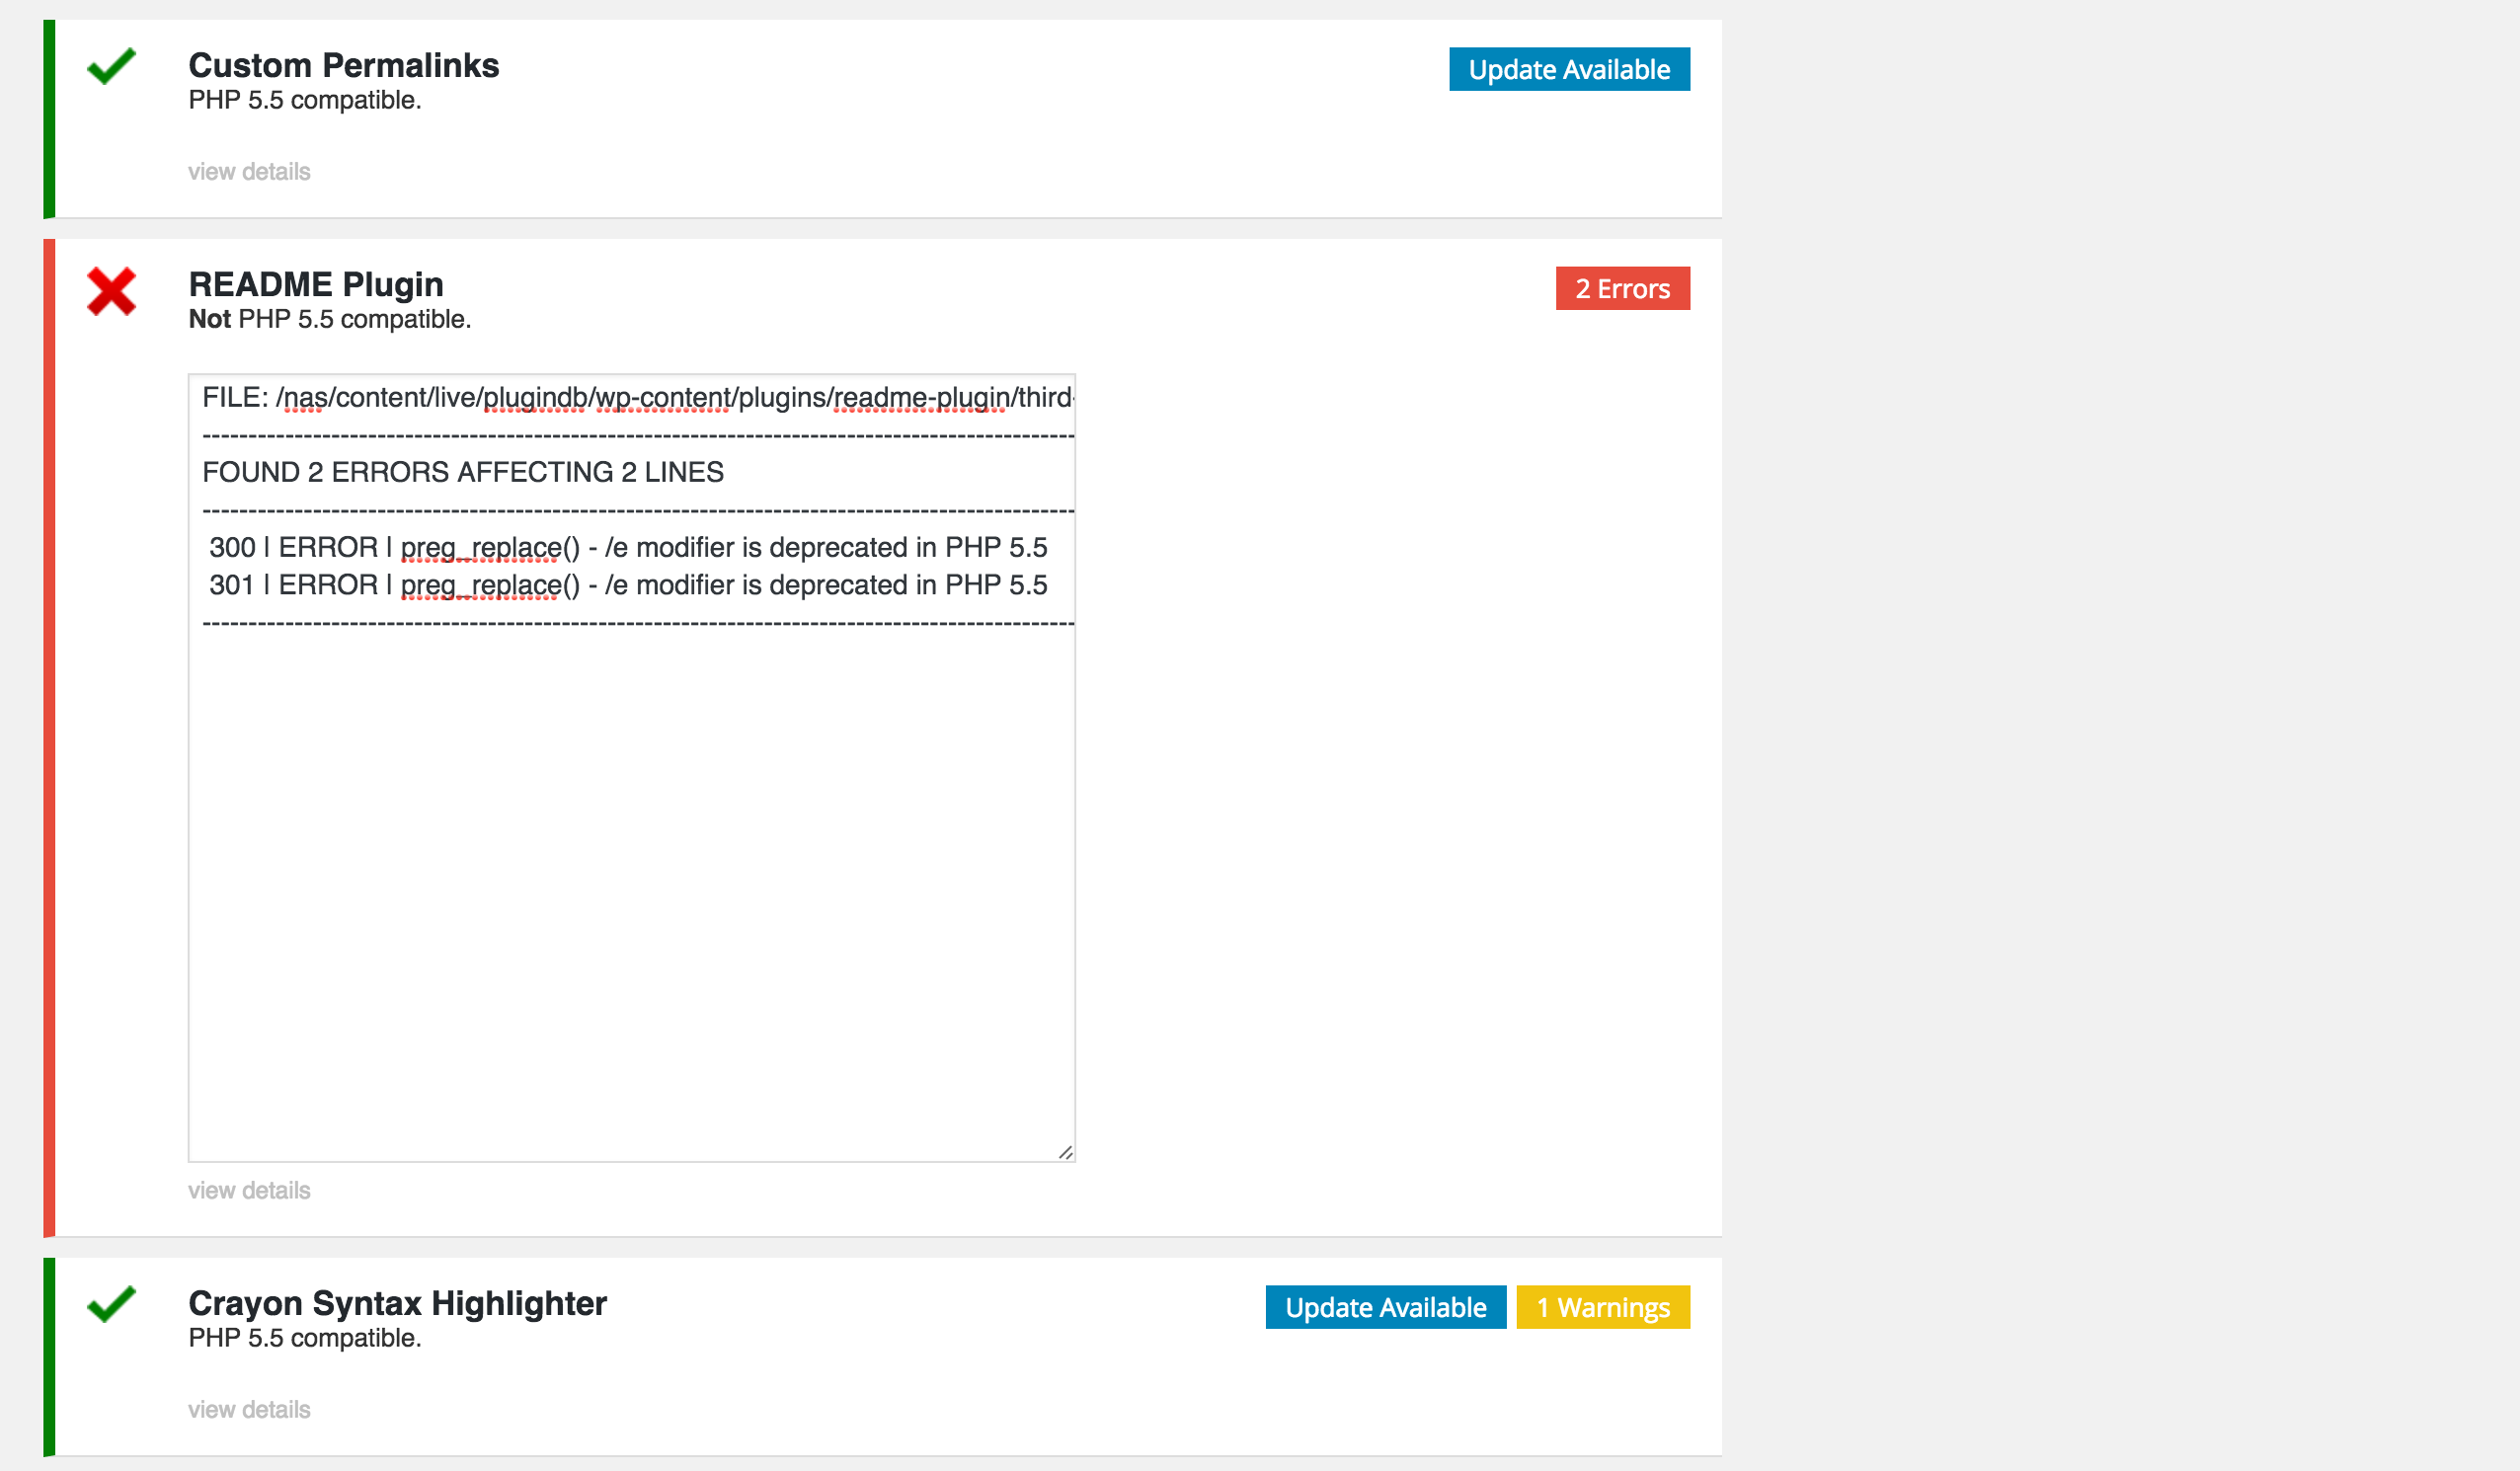 Custom Permalinks
Update Available
PHP 5.5 compatible.
view details
README Plugin
2 Errors
Not PHP 5.5 compatible.
FILE: /nas/content/live/plugindb/wp-content/plugins/readme-plugin/third-
--------------------------------------------------------------------------------
FOUND 2 ERRORS AFFECTING 2 LINES
--------------------------------------------------------------------------------
300 | ERROR | preg_replace() - /e modifier is deprecated in PHP 5.5
301 | ERROR | preg_replace() - /e modifier is deprecated in PHP 5.5
--------------------------------------------------------------------------------
view details
Crayon Syntax Highlighter
Update Available
1 Warnings
PHP 5.5 compatible.
view details